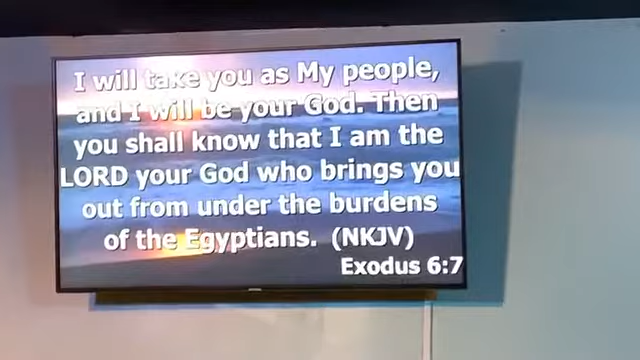 I will take you as My people,
and I will be your God. Then
you shall know that I am the
LORD your God who brings you
out from under the burdens
of the Egyptians. (NKJV)
Exodus 6:7